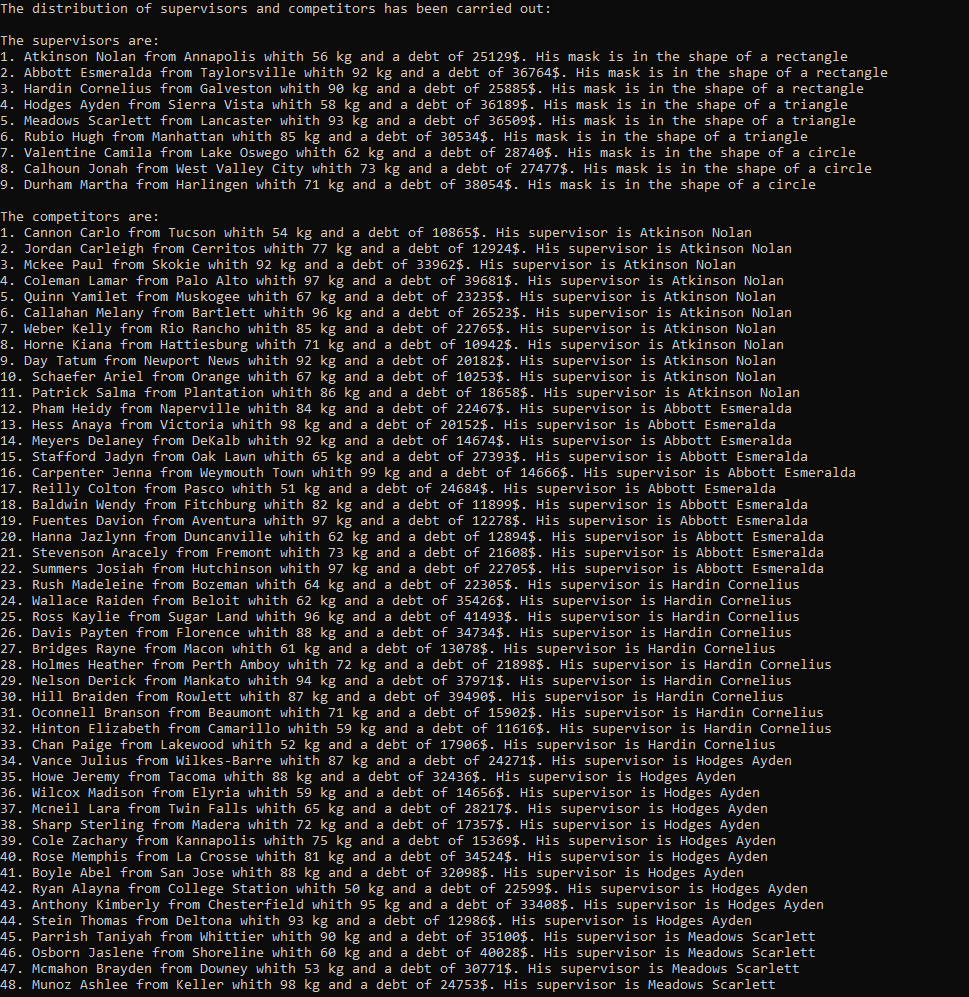 The distribution of supervisors and competitors has been carried out:
The supervisors are:
1. Atkinson Nolan from Annapolis whith 56 kg and a debt of 25129$. His mask is in the shape of a rectangle
2. Abbott Esmeralda from Taylorsville whith 92 kg and a debt of 36764$. His mask is in the shape of a rectangle
3. Hardin Cornelius from Galveston whith 90 kg and a debt of 25885$. His mask is in the shape of a rectangle
4. Hodges Ayden from Sierra Vista whith 58 kg and a debt of 36189$. His mask is in the shape of a triangle
5. Meadows Scarlett from Lancaster whith 93 kg and a debt of 36509$. His mask is in the shape of a triangle
6. Rubio Hugh from Manhattan whith 85 kg and a debt of 30534$. His mask is in the shape of a triangle
7. Valentine Camila from Lake Oswego whith 62 kg and a debt of 28740$. His mask is in the shape of a circle
8. Calhoun Jonah from West Valley City whith 73 kg and a debt of 27477$. His mask is in the shape of a circle
9. Durham Martha from Harlingen whith 71 kg and a debt of 38054$. His mask is in the shape of a circle
The competitors are:
1. Cannon Carlo from Tucson whith 54 kg and a debt of 10865$. His supervisor is Atkinson Nolan
2. Jordan Carleigh from Cerritos whith 77 kg and a debt of 12924$. His supervisor is Atkinson Nolan
3. Mckee Paul from Skokie whith 92 kg and a debt of 33962$. His supervisor is Atkinson Nolan
4. Coleman Lamar from Palo Alto whith 97 kg and a debt of 39681$. His supervisor is Atkinson Nolan
5. Quinn Yamilet from Muskogee whith 67 kg and a debt of 23235$. His supervisor is Atkinson Nolan
6. Callahan Melany from Bartlett whith 96 kg and a debt of 26523$. His supervisor is Atkinson Nolan
7. Weber Kelly from Rio Rancho whith 85 kg and a debt of 22765$. His supervisor is Atkinson Nolan
8. Horne Kiana from Hattiesburg whith 71 kg and a debt of 10942$. His supervisor is Atkinson Nolan
9. Day Tatum from Newport News whith 92 kg and a debt of 20182$. His supervisor is Atkinson Nolan
10. Schaefer Ariel from Orange whith 67 kg and a debt of 10253$. His supervisor is Atkinson Nolan
11. Patrick Salma from Plantation whith 86 kg and a debt of 18658$. His supervisor is Atkinson Nolan
12. Pham Heidy from Naperville whith 84 kg and a debt of 22467$. His supervisor is Abbott Esmeralda
13. Hess Anaya from Victoria whith 98 kg and a debt of 20152$. His supervisor is Abbott Esmeralda
14. Meyers Delaney from DeKalb whith 92 kg and a debt of 14674$. His supervisor is Abbott Esmeralda
15. Stafford Jadyn from Oak Lawn whith 65 kg and a debt of 27393$. His supervisor is Abbott Esmeralda
16. Carpenter Jenna from Weymouth Town whith 99 kg and a debt of 14666$. His supervisor is Abbott Esmeralda
17. Reilly Colton from Pasco whith 51 kg and a debt of 24684$. His supervisor is Abbott Esmeralda
18. Baldwin Wendy from Fitchburg whith 82 kg and a debt of 11899$. His supervisor is Abbott Esmeralda
19. Fuentes Davion from Aventura whith 97 kg and a debt of 12278$. His supervisor is Abbott Esmeralda
20. Hanna Jazlynn from Duncanville whith 62 kg and a debt of 12894$. His supervisor is Abbott Esmeralda
21. Stevenson Aracely from Fremont whith 73 kg and a debt of 21608$. His supervisor is Abbott Esmeralda
22. Summers Josiah from Hutchinson whith 97 kg and a debt of 22705$. His supervisor is Abbott Esmeralda
23. Rush Madeleine from Bozeman whith 64 kg and a debt of 22305$. His supervisor is Hardin Cornelius
24. Wallace Raiden from Beloit whith 62 kg and a debt of 35426$. His supervisor is Hardin Cornelius
25. Ross Kaylie from Sugar Land whith 96 kg and a debt of 41493$. His supervisor is Hardin Cornelius
26. Davis Payten from Florence whith 88 kg and a debt of 34734$. His supervisor is Hardin Cornelius
27. Bridges Rayne from Macon whith 61 kg and a debt of 13078$. His supervisor is Hardin Cornelius
28. Holmes Heather from Perth Amboy whith 72 kg and a debt of 21898$. His supervisor is Hardin Cornelius
29. Nelson Derick from Mankato whith 94 kg and a debt of 37971$. His supervisor is Hardin Cornelius
30. Hill Braiden from Rowlett whith 87 kg and a debt of 39490$. His supervisor is Hardin Cornelius
31. Oconnell Branson from Beaumont whith 71 kg and a debt of 15902$. His supervisor is Hardin Cornelius
32. Hinton Elizabeth from Camarillo whith 59 kg and a debt of 11616$. His supervisor is Hardin Cornelius
33. Chan Paige from Lakewood whith 52 kg and a debt of 17906$. His supervisor is Hardin Cornelius
34. Vance Julius from Wilkes-Barre whith 87 kg and a debt of 24271$. His supervisor is Hodges Ayden
35. Howe Jeremy from Tacoma whith 88 kg and a debt of 32436$. His supervisor is Hodges Ayden
36. Wilcox Madison from Elyria whith 59 kg and a debt of 14656$. His supervisor is Hodges Ayden
37. Mcneil Lara from Twin Falls whith 65 kg and a debt of 28217$. His supervisor is Hodges Ayden
38. Sharp Sterling from Madera whith 72 kg and a debt of 17357$. His supervisor is Hodges Ayden
39. Cole Zachary from Kannapolis whith 75 kg and a debt of 15369$. His supervisor is Hodges Ayden
40. Rose Memphis from La Crosse whith 81 kg and a debt of 34524$. His supervisor is Hodges Ayden
41. Boyle Abel from San Jose whith 88 kg and a debt of 32098$. His supervisor is Hodges Ayden
42. Ryan Alayna from College Station whith 50 kg and a debt of 22599$. His supervisor is Hodges Ayden
43. Anthony Kimberly from Chesterfield whith 95 kg and a debt of 33408$. His supervisor is Hodges Ayden
44. Stein Thomas from Deltona whith 93 kg and a debt of 12986$. His supervisor is Hodges Ayden
45. Parrish Taniyah from Whittier whith 90 kg and a debt of 35100$. His supervisor is Meadows Scarlett
46. Osborn Jaslene from Shoreline whith 60 kg and a debt of 40028$. His supervisor is Meadows Scarlett
47. Mcmahon Brayden from Downey whith 53 kg and a debt of 30771$. His supervisor is Meadows Scarlett
48. Munoz Ashlee from Keller whith 98 kg and a debt of 24753$. His supervisor is Meadows Scarlett